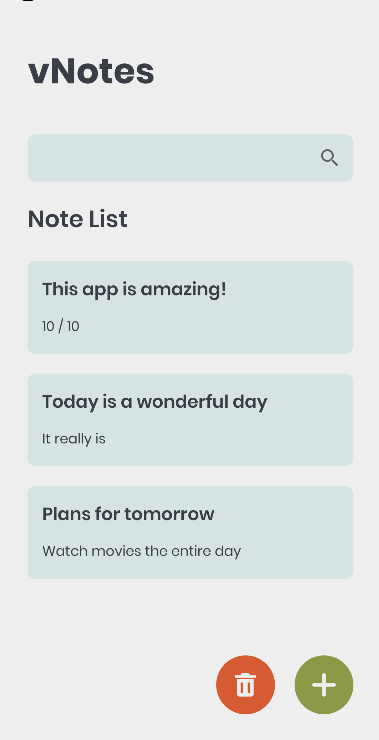 vNotes
Note List
This app is amazing!
10 / 10
Today is a wonderful day
It really is
Plans for tomorrow
Watch movies the entire day